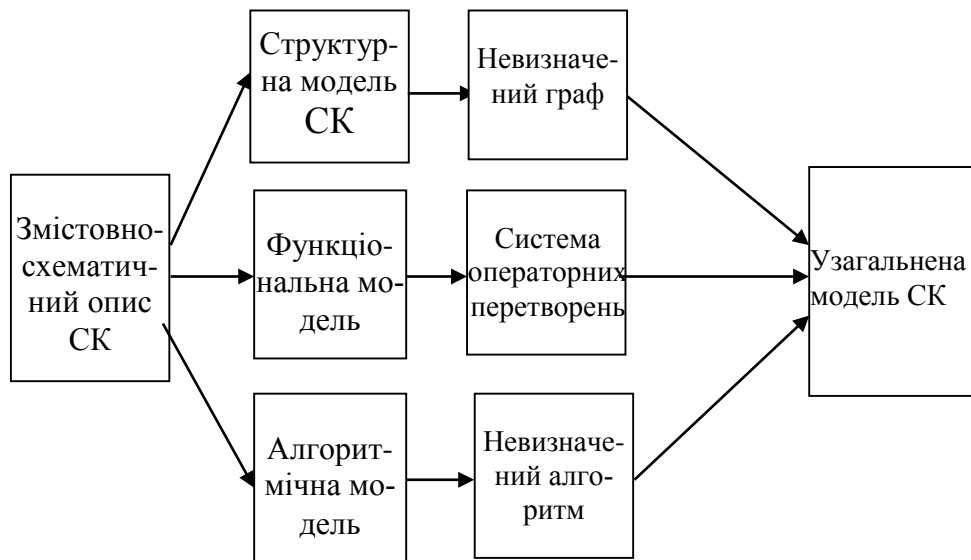 Структур-
на модель
СК
Невизначе-
ний граф
Змістовно-
схематич-
ний опис
СК
Функціо-
нальна мо-
дель
Система
операторних
перетворень
Узагальнена
модель СК
Алгорит-
мічна мо-
дель
Невизначе-
ний алго-
ритм